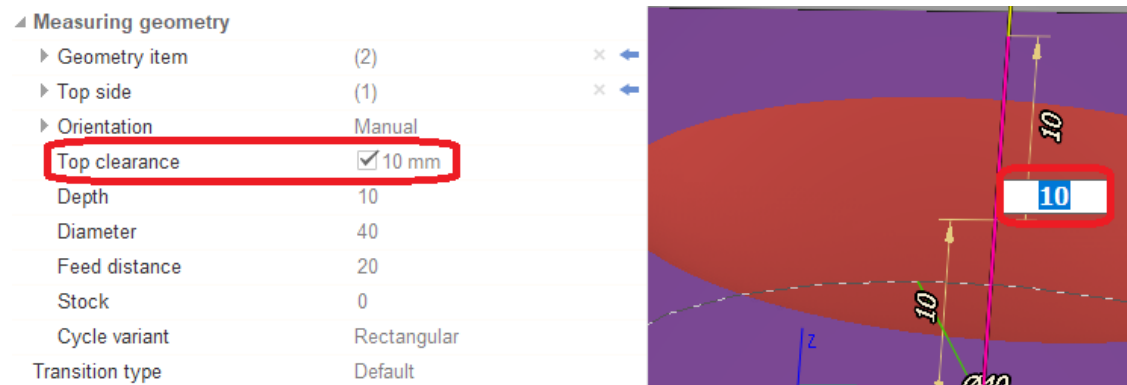 Measuring geometry
Geometry item (2)
Top side (1)
Orientation Manual
Top clearance 10 mm
Depth 10
Diameter 40
Feed distance 20
Stock 0
Cycle variant Rectangular
Transition type Default
10
10
10
z